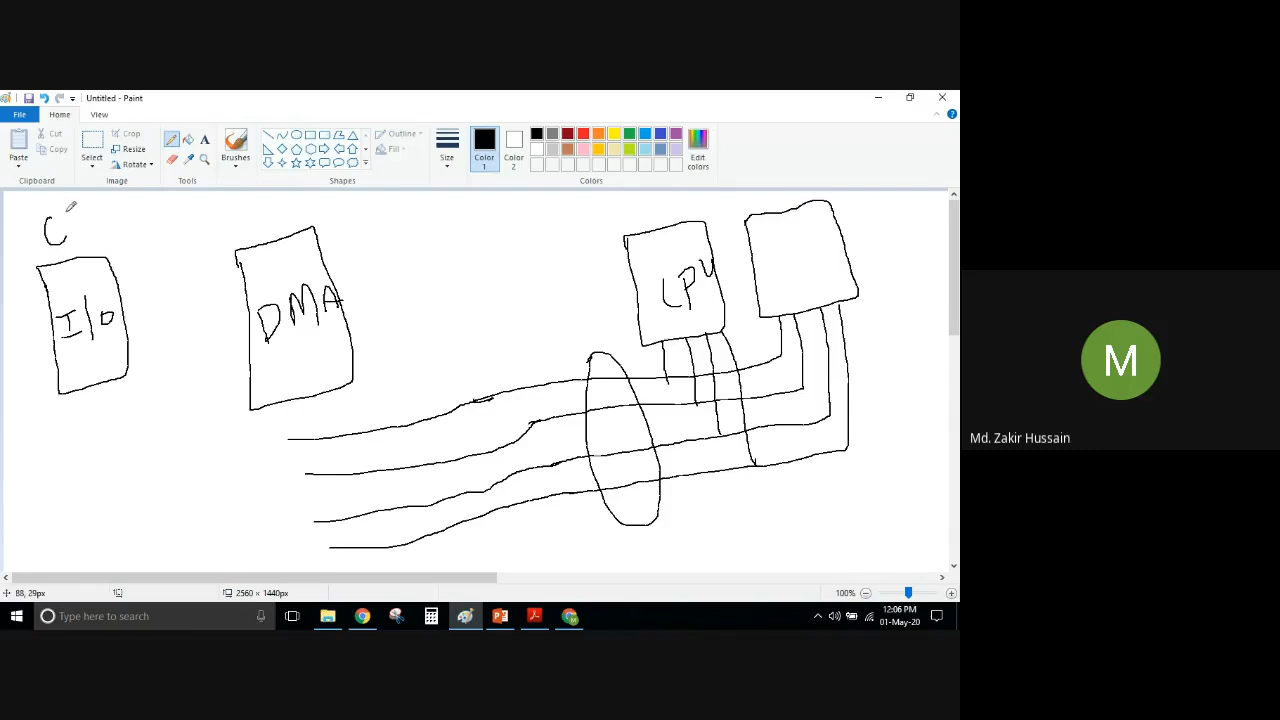 Untitled - Paint
File
Home
View
Paste
Cut
Copy
Clipboard
Select
Crop
Resize
Rotate
Image
A
Tools
Brushes
Shapes
Outline
Fill
Size
Color 1
Color 2
Edit colors
Colors
C
I/O
DMA
CPU
M
Md. Zakir Hussain
88, 29px
2560 × 1440px
100%
Type here to search
12:06 PM
01-May-20